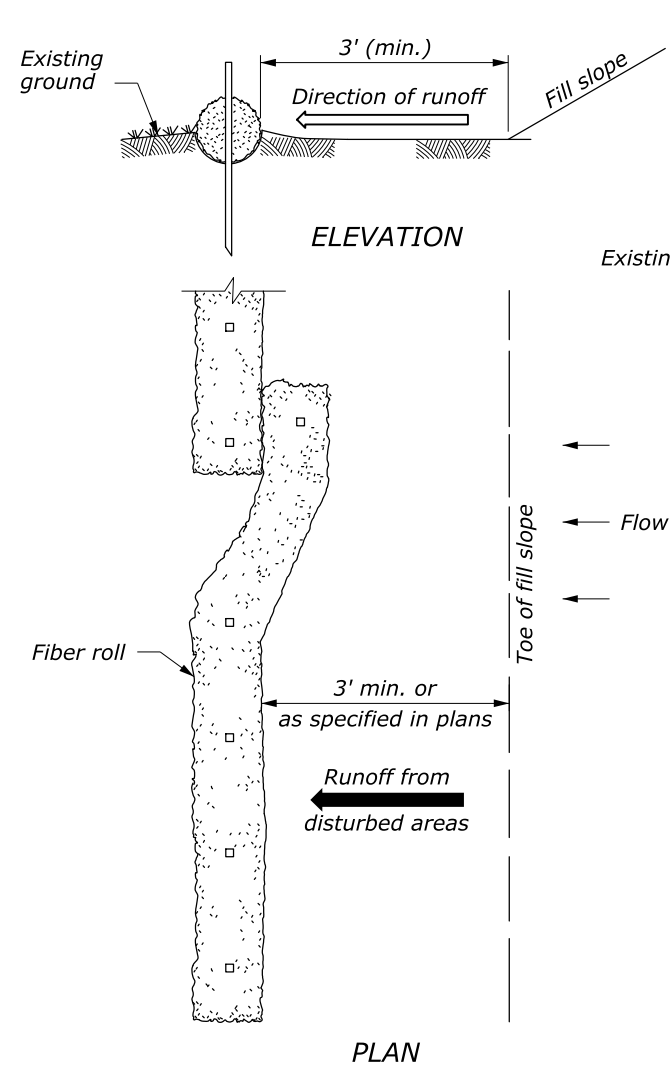 Existing
ground
3' (min.)
Direction of runoff
Fill slope
ELEVATION
Existin
Flow
Toe of fill slope
Fiber roll
3' min. or
as specified in plans
Runoff from
disturbed areas
PLAN